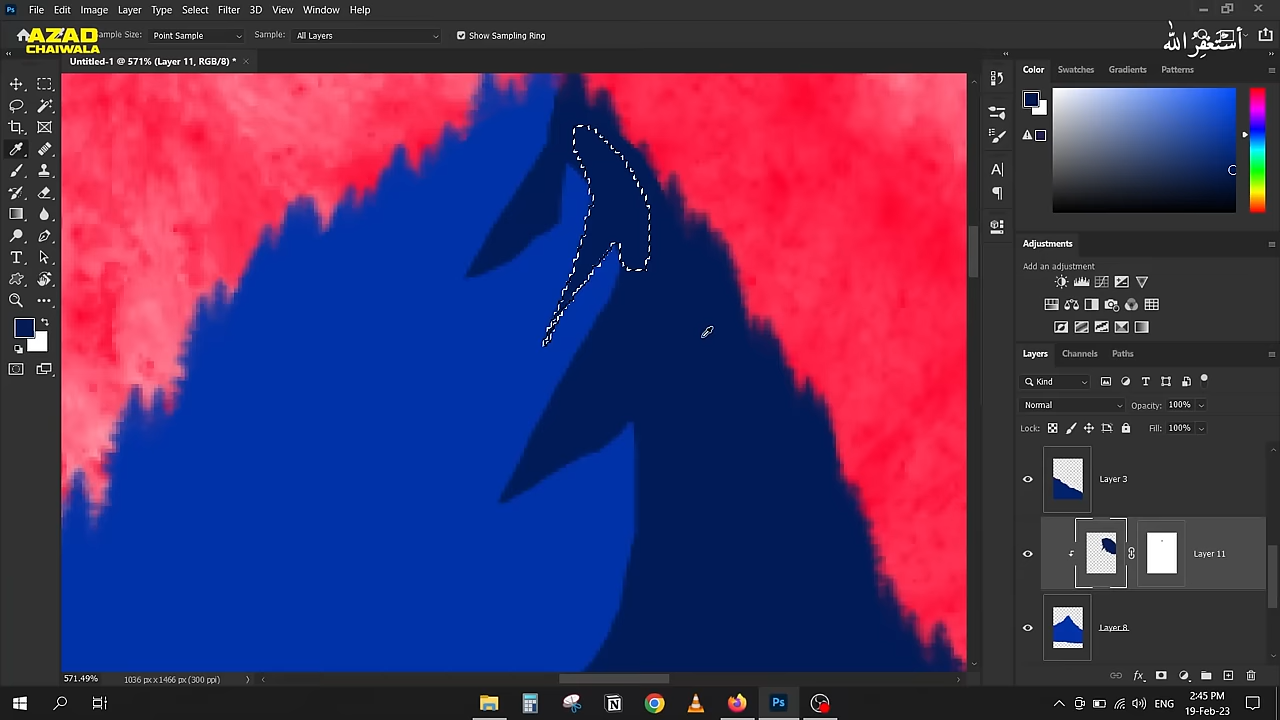 File Edit Image Layer Type Select Filter 3D View Window Help
AZAD
CHAIWALA
Sample Size: Point Sample Sample: All Layers Show Sampling Ring
أستغفر الله
Untitled-1 @ 571% (Layer 11, RGB/8) *
Color Swatches Gradients Patterns
Adjustments
Add an adjustment
Layers Channels Paths
Kind
Normal Opacity: 100%
Lock: Fill: 100%
Layer 3
Layer 11
Layer 8
571.49% 1036 px x 1466 px (300 ppi)
2:45 PM
ENG
19-Feb-23